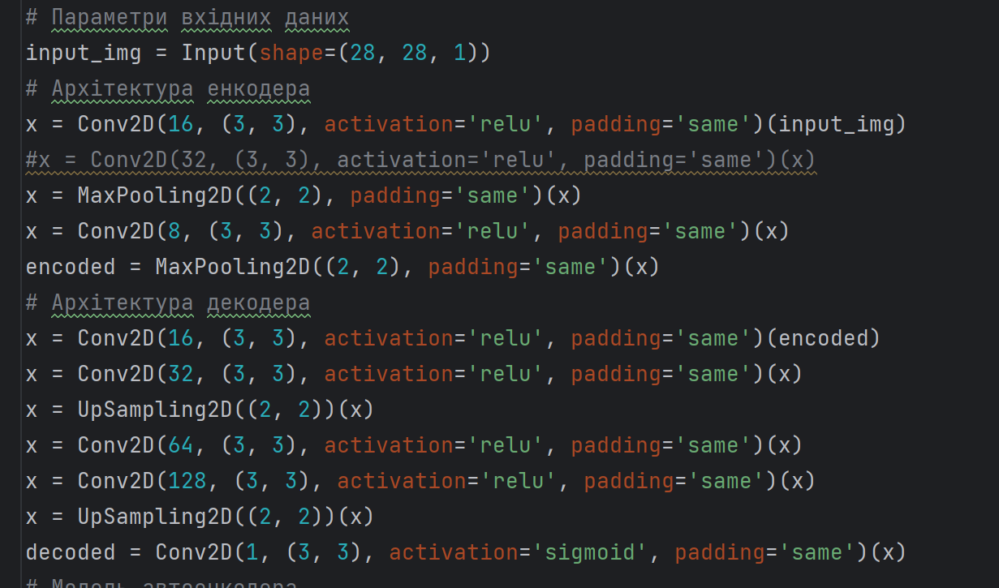 # Параметри вхідних даних
input_img = Input(shape=(28, 28, 1))
# Архітектура енкодера
x = Conv2D(16, (3, 3), activation='relu', padding='same')(input_img)
#x = Conv2D(32, (3, 3), activation='relu', padding='same')(x)
x = MaxPooling2D((2, 2), padding='same')(x)
x = Conv2D(8, (3, 3), activation='relu', padding='same')(x)
encoded = MaxPooling2D((2, 2), padding='same')(x)
# Архітектура декодера
x = Conv2D(16, (3, 3), activation='relu', padding='same')(encoded)
x = Conv2D(32, (3, 3), activation='relu', padding='same')(x)
x = UpSampling2D((2, 2))(x)
x = Conv2D(64, (3, 3), activation='relu', padding='same')(x)
x = Conv2D(128, (3, 3), activation='relu', padding='same')(x)
x = UpSampling2D((2, 2))(x)
decoded = Conv2D(1, (3, 3), activation='sigmoid', padding='same')(x)
# Модель автоенкодера